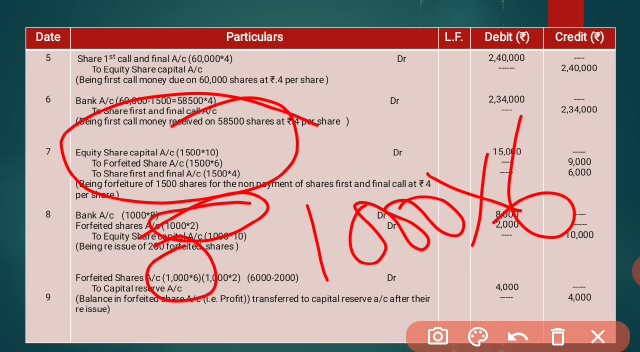 Date Particulars L.F. Debit (₹) Credit (₹)
5 Share 1st call and final A/c (60,000*4) Dr 2,40,000 -----
To Equity Share capital A/c ----- 2,40,000
(Being first call money due on 60,000 shares at ₹.4 per share )
6 Bank A/c (60,000-1500=58500*4) Dr 2,34,000 -----
To Share first and final call A/c ---- 2,34,000
(Being first call money received on 58500 shares at ₹ 4 per share )
7 Equity Share capital A/c (1500*10) Dr 15,000 -----
To Forfeited Share A/c (1500*6) ---- 9,000
To Share first and final A/c (1500*4) ---- 6,000
(Being forfeiture of 1500 shares for the non payment of shares first and final call at ₹ 4
per share )
8 Bank A/c (1000*8) Dr 8,000 -----
Forfeited shares A/c (1000*2) Dr 2,000 -----
To Equity Share capital A/c (1000*10) ---- 10,000
(Being re issue of 200 forfeited shares )
Forfeited Shares A/c (1,000*6)(1,000*2) (6000-2000) Dr
To Capital reserve A/c 4,000 -----
9 (Balance in forfeited share A/c (i.e. Profit)) transferred to capital reserve a/c after their ----- 4,000
re issue)